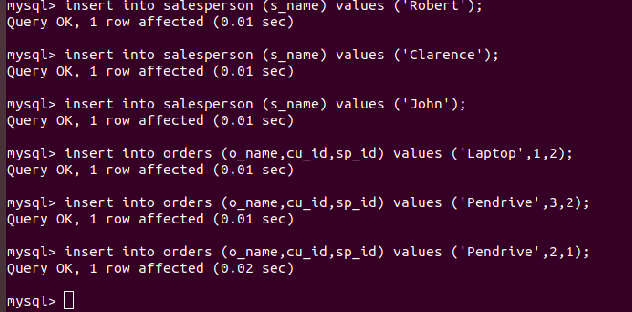 mysql> insert into salesperson (s_name) values ('Robert');
Query OK, 1 row affected (0.01 sec)
mysql> insert into salesperson (s_name) values ('Clarence');
Query OK, 1 row affected (0.01 sec)
mysql> insert into salesperson (s_name) values ('John');
Query OK, 1 row affected (0.01 sec)
mysql> insert into orders (o_name,cu_id,sp_id) values ('Laptop',1,2);
Query OK, 1 row affected (0.01 sec)
mysql> insert into orders (o_name,cu_id,sp_id) values ('Pendrive',3,2);
Query OK, 1 row affected (0.01 sec)
mysql> insert into orders (o_name,cu_id,sp_id) values ('Pendrive',2,1);
Query OK, 1 row affected (0.02 sec)
mysql>